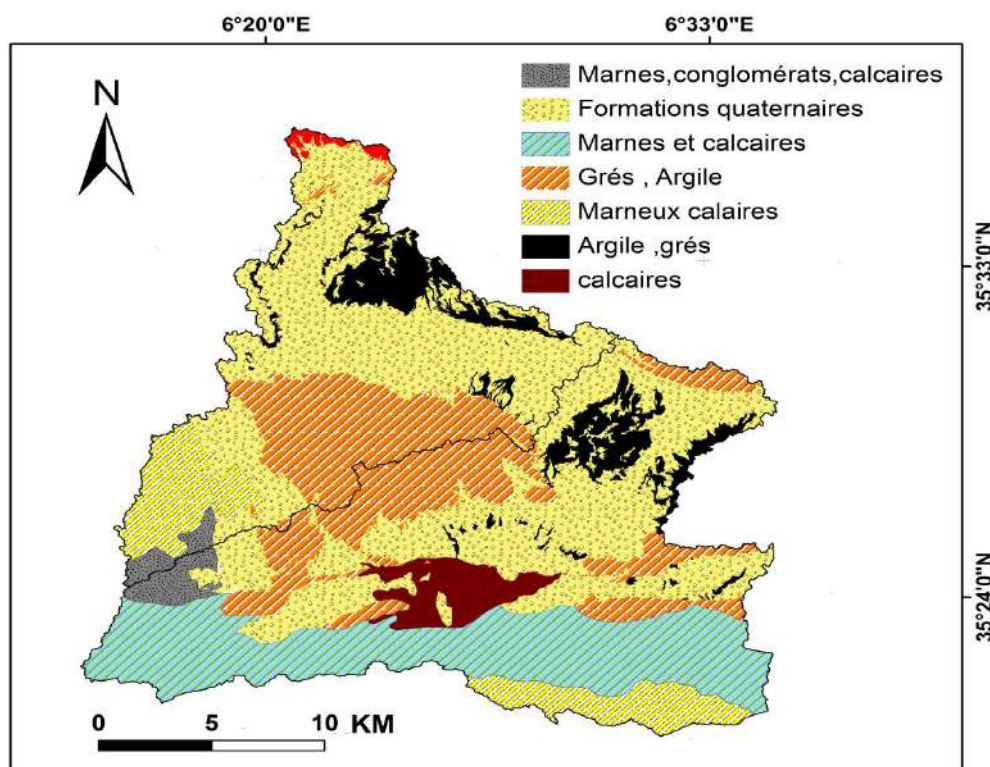 6°20'0"E
6°33'0"E
N
Marnes,conglomérats,calcaires
Formations quaternaires
Marnes et calcaires
Grés , Argile
Marneux calaires
Argile ,grés
calcaires
35°33'0"N
35°24'0"N
0 5 10 KM